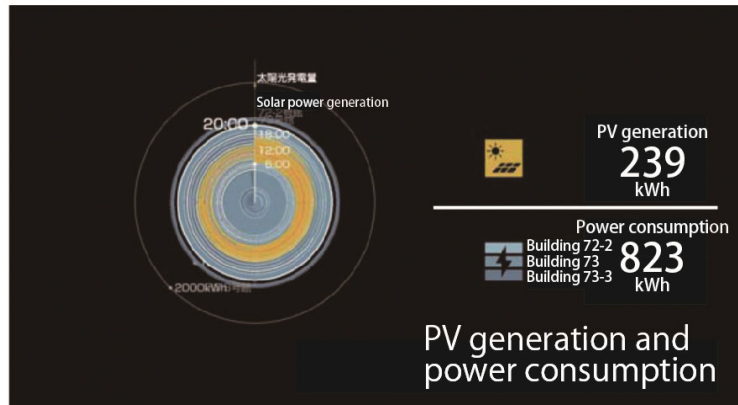 太陽光発電量
Solar power generation
20:00
18:00
12:00
6:00
2000kWh
PV generation
239
kWh
Power consumption
Building 72-2
Building 73
Building 73-3
823
kWh
PV generation and
power consumption